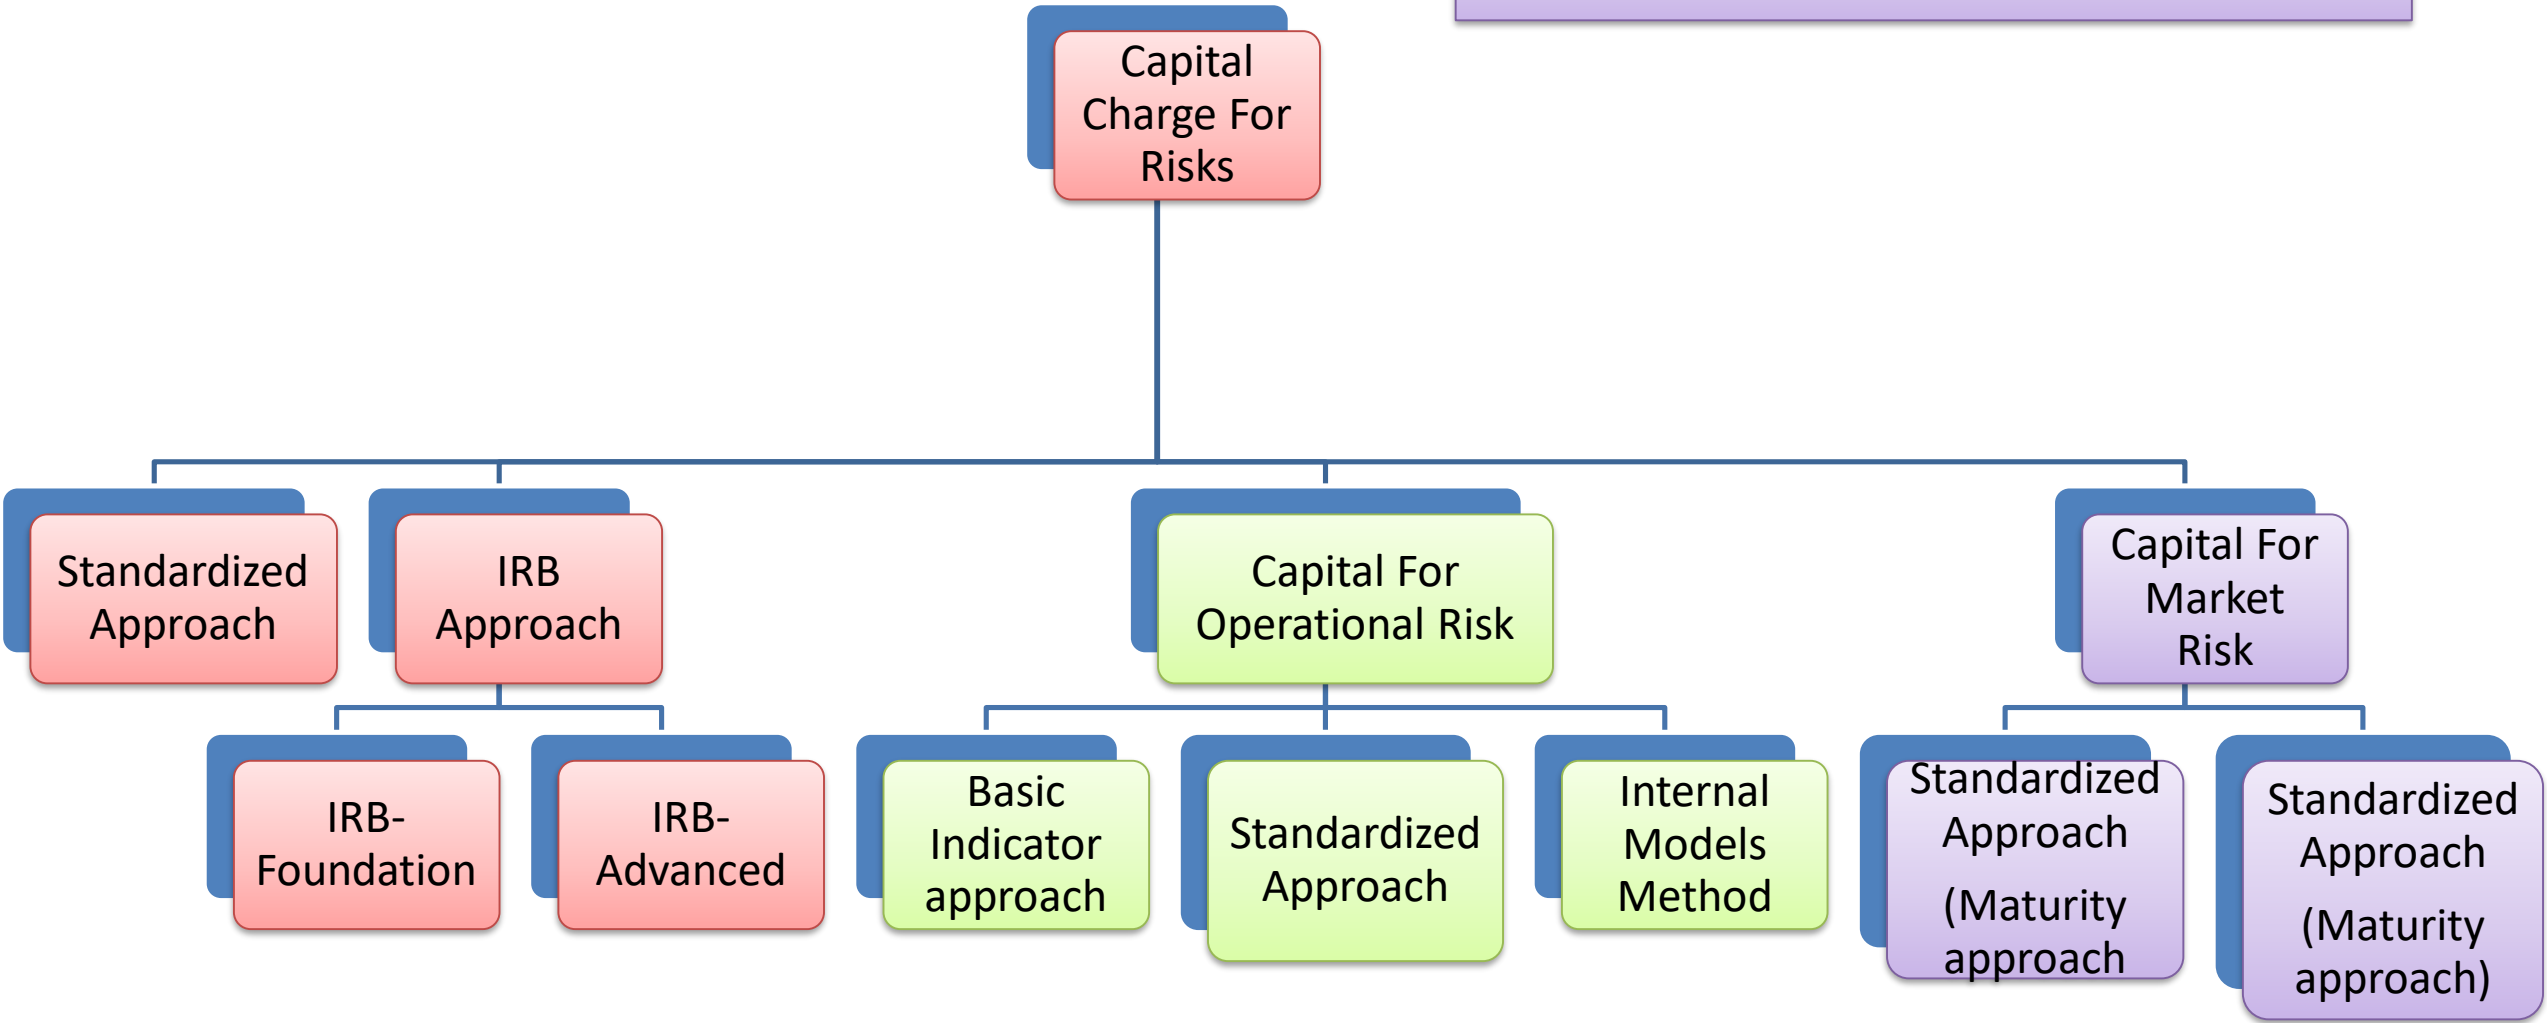 Capital
Charge For
Risks
Standardized
Approach
IRB
Approach
Capital For
Operational Risk
Capital For
Market
Risk
IRB-
Foundation
IRB-
Advanced
Basic
Indicator
approach
Standardized
Approach
Internal
Models
Method
Standardized
Approach
(Maturity
approach
Standardized
Approach
(Maturity
approach)